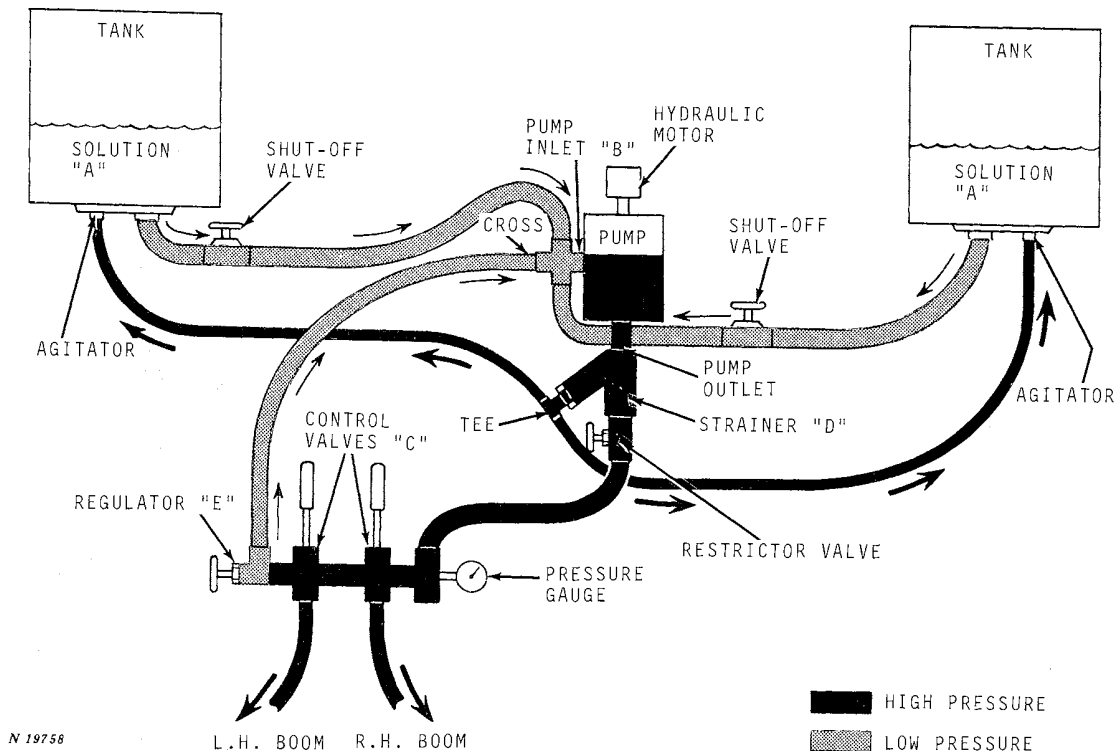 TANK
TANK
SOLUTION
"A"
SHUT-OFF
VALVE
PUMP
INLET "B"
HYDRAULIC
MOTOR
SOLUTION
"A"
CROSS
PUMP
SHUT-OFF
VALVE
AGITATOR
PUMP
OUTLET
AGITATOR
TEE
STRAINER "D"
CONTROL
VALVES "C"
REGULATOR "E"
RESTRICTOR VALVE
PRESSURE
GAUGE
HIGH PRESSURE
LOW PRESSURE
L.H. BOOM
R.H. BOOM
N 19758